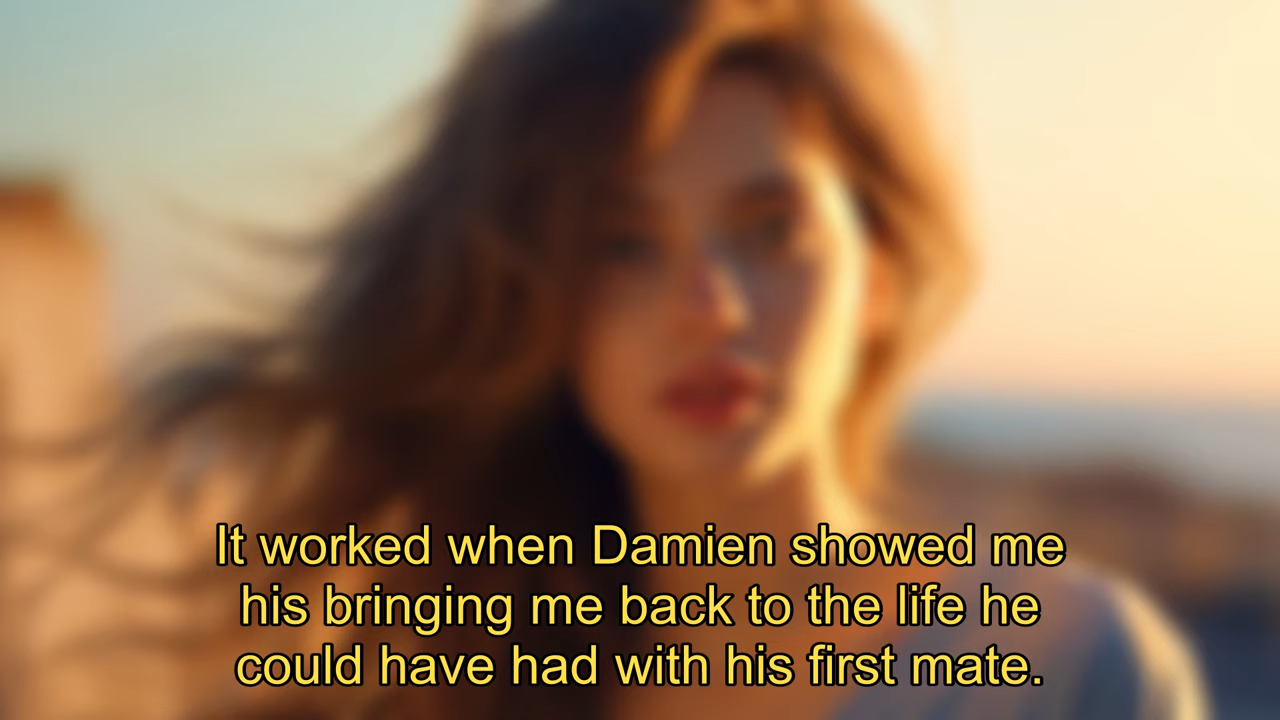 It worked when Damien showed me
his bringing me back to the life he
could have had with his first mate.